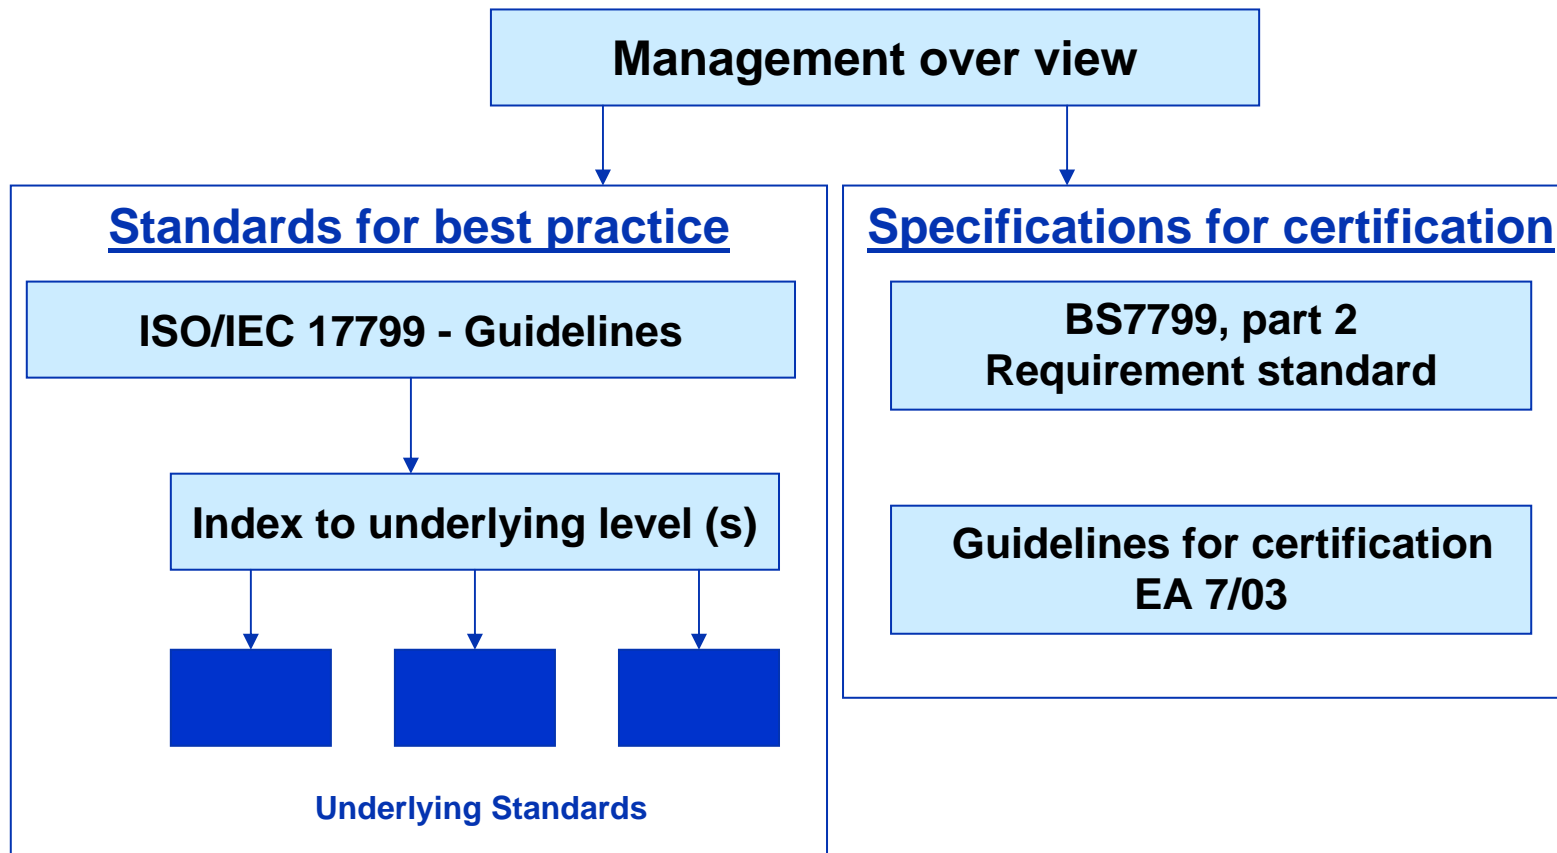 Management over view
Standards for best practice
ISO/IEC 17799 - Guidelines
Index to underlying level (s)
Underlying Standards
Specifications for certification
BS7799, part 2
Requirement standard
Guidelines for certification
EA 7/03